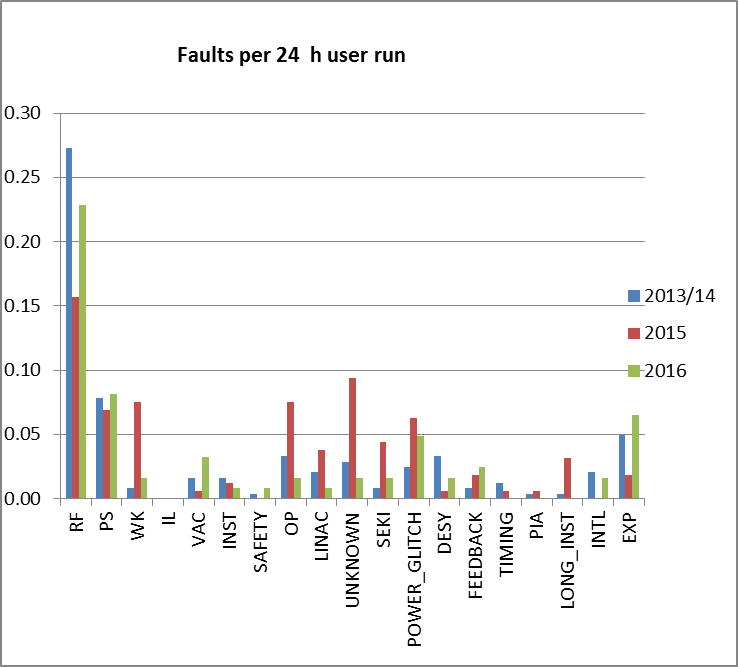 Faults per 24 h user run
0.30
0.25
0.20
0.15
0.10
0.05
0.00
2013/14
2015
2016
RF
PS
WK
IL
VAC
INST
SAFETY
OP
LINAC
UNKNOWN
SEKI
POWER_GLITCH
DESY
FEEDBACK
TIMING
PIA
LONG_INST
INTL
EXP